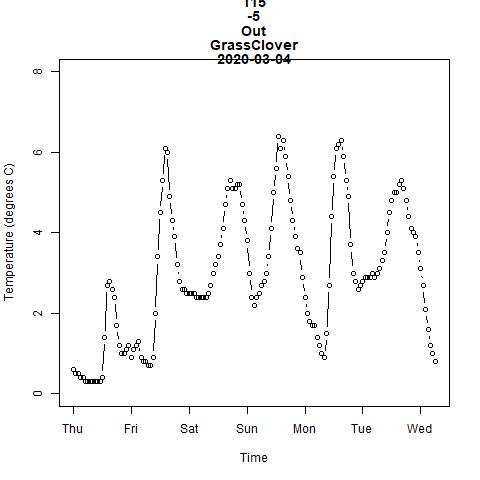 T15
-5
Out
GrassClover
2020-03-04
Temperature (degrees C)
8
6
4
2
0
Thu Fri Sat Sun Mon Tue Wed
Time